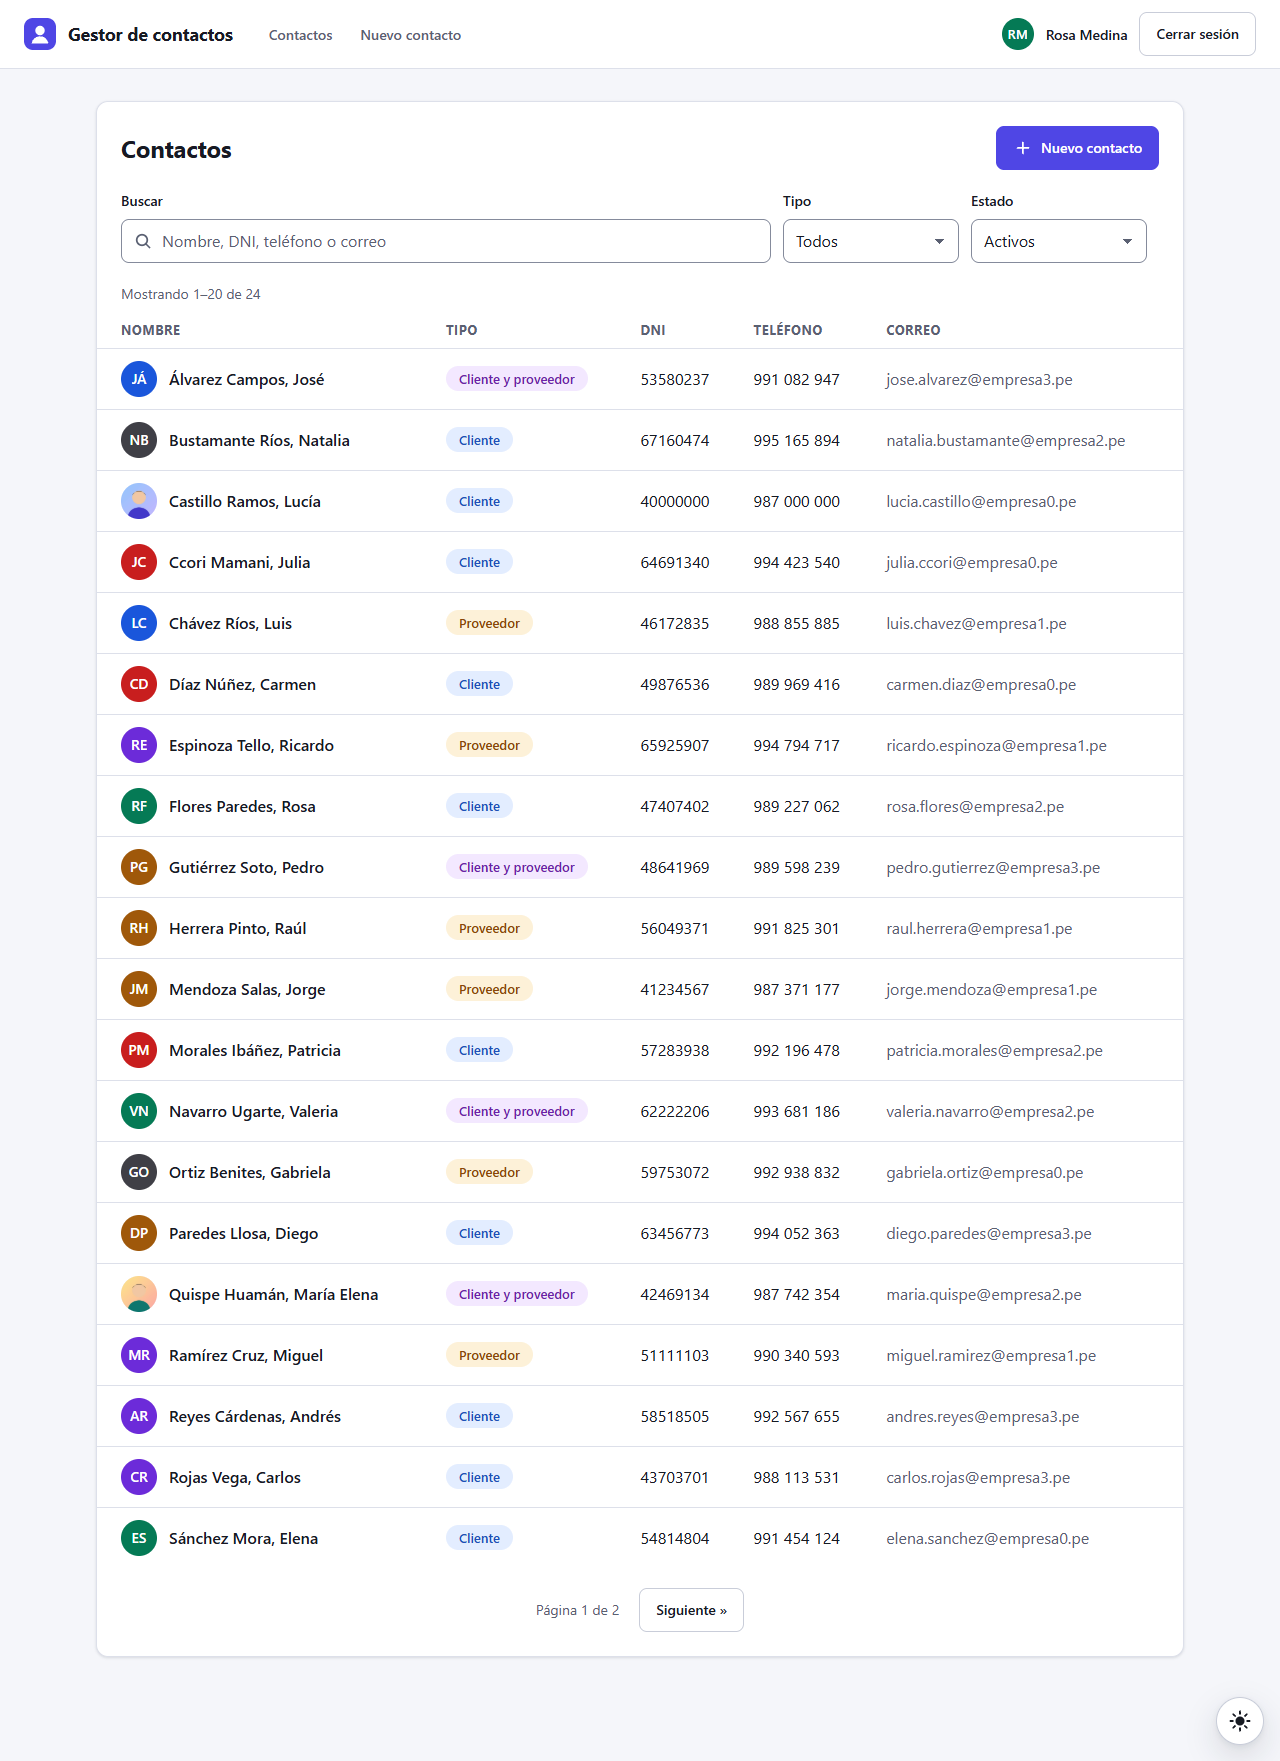 Gestor de contactos Contactos Nuevo contacto RM Rosa Medina Cerrar sesión
Contactos + Nuevo contacto
Buscar Tipo Estado
Nombre, DNI, teléfono o correo Todos Activos
Mostrando 1–20 de 24
NOMBRE TIPO DNI TELÉFONO CORREO
JÁ Álvarez Campos, José Cliente y proveedor 53580237 991 082 947 jose.alvarez@empresa3.pe
NB Bustamante Ríos, Natalia Cliente 67160474 995 165 894 natalia.bustamante@empresa2.pe
Castillo Ramos, Lucía Cliente 40000000 987 000 000 lucia.castillo@empresa0.pe
JC Ccori Mamani, Julia Cliente 64691340 994 423 540 julia.ccori@empresa0.pe
LC Chávez Ríos, Luis Proveedor 46172835 988 855 885 luis.chavez@empresa1.pe
CD Díaz Núñez, Carmen Cliente 49876536 989 969 416 carmen.diaz@empresa0.pe
RE Espinoza Tello, Ricardo Proveedor 65925907 994 794 717 ricardo.espinoza@empresa1.pe
RF Flores Paredes, Rosa Cliente 47407402 989 227 062 rosa.flores@empresa2.pe
PG Gutiérrez Soto, Pedro Cliente y proveedor 48641969 989 598 239 pedro.gutierrez@empresa3.pe
RH Herrera Pinto, Raúl Proveedor 56049371 991 825 301 raul.herrera@empresa1.pe
JM Mendoza Salas, Jorge Proveedor 41234567 987 371 177 jorge.mendoza@empresa1.pe
PM Morales Ibáñez, Patricia Cliente 57283938 992 196 478 patricia.morales@empresa2.pe
VN Navarro Ugarte, Valeria Cliente y proveedor 62222206 993 681 186 valeria.navarro@empresa2.pe
GO Ortiz Benites, Gabriela Proveedor 59753072 992 938 832 gabriela.ortiz@empresa0.pe
DP Paredes Llosa, Diego Cliente 63456773 994 052 363 diego.paredes@empresa3.pe
Quispe Huamán, María Elena Cliente y proveedor 42469134 987 742 354 maria.quispe@empresa2.pe
MR Ramírez Cruz, Miguel Proveedor 51111103 990 340 593 miguel.ramirez@empresa1.pe
AR Reyes Cárdenas, Andrés Cliente 58518505 992 567 655 andres.reyes@empresa3.pe
CR Rojas Vega, Carlos Cliente 43703701 988 113 531 carlos.rojas@empresa3.pe
ES Sánchez Mora, Elena Cliente 54814804 991 454 124 elena.sanchez@empresa0.pe
Página 1 de 2 Siguiente »